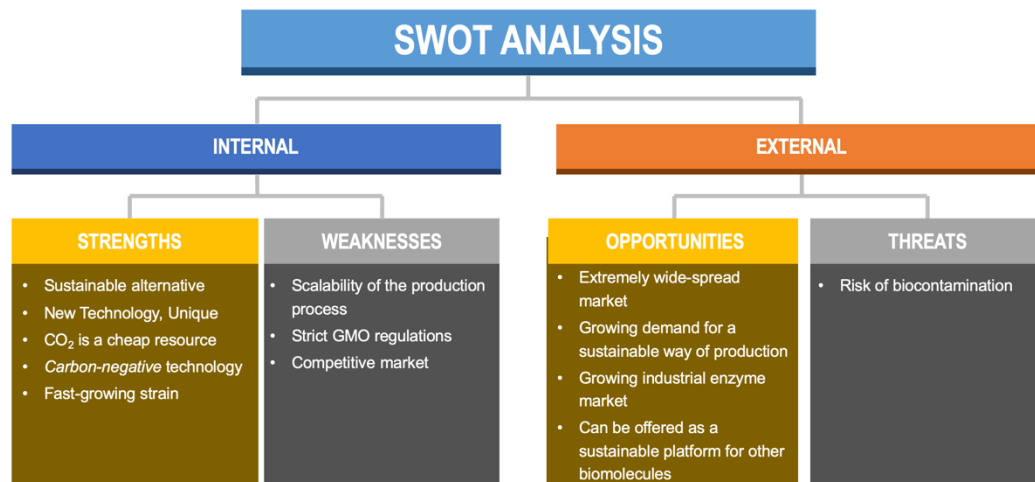 SWOT ANALYSIS
INTERNAL
EXTERNAL
STRENGTHS
• Sustainable alternative
• New Technology, Unique
• CO₂ is a cheap resource
• Carbon-negative technology
• Fast-growing strain
WEAKNESSES
• Scalability of the production
process
• Strict GMO regulations
• Competitive market
OPPORTUNITIES
• Extremely wide-spread
market
• Growing demand for a
sustainable way of production
• Growing industrial enzyme
market
• Can be offered as a
sustainable platform for other
biomolecules
THREATS
• Risk of biocontamination